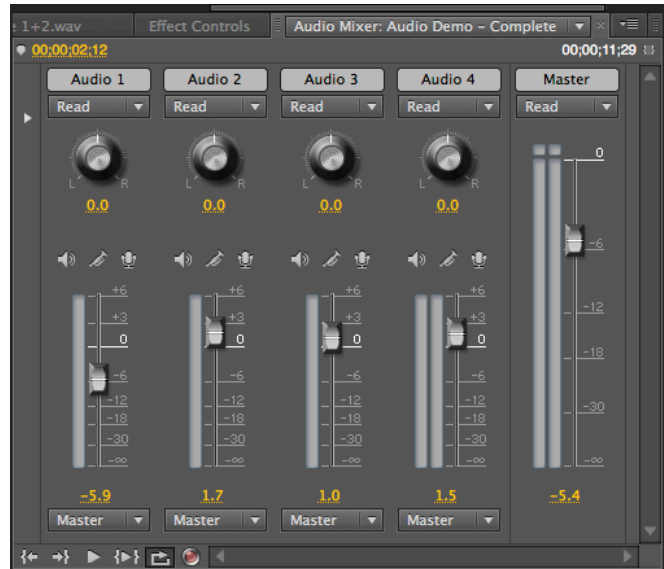 e 1+2.wav Effect Controls Audio Mixer: Audio Demo – Complete
00;00;02;12 00;00;11;29
Audio 1 Audio 2 Audio 3 Audio 4 Master
Read Read Read Read Read
L R L R L R L R
0.0 0.0 0.0 0.0
0
-6
-12
-18
-30
-∞
+6 +6 +6 +6
+3 +3 +3 +3
0 0 0 0
-6 -6 -6 -6
-12 -12 -12 -12
-18 -18 -18 -18
-30 -30 -30 -30
-∞ -∞ -∞ -∞
-5.9 1.7 1.0 1.5 -5.4
Master Master Master Master